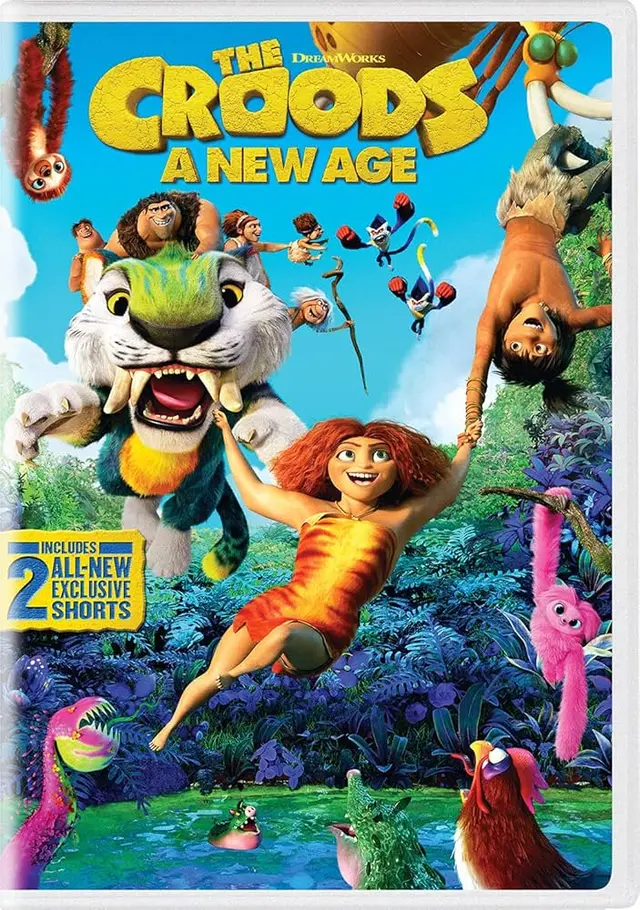 DREAMWORKS
THE
CROODS
A NEW AGE
INCLUDES
2 ALL-NEW
EXCLUSIVE
SHORTS